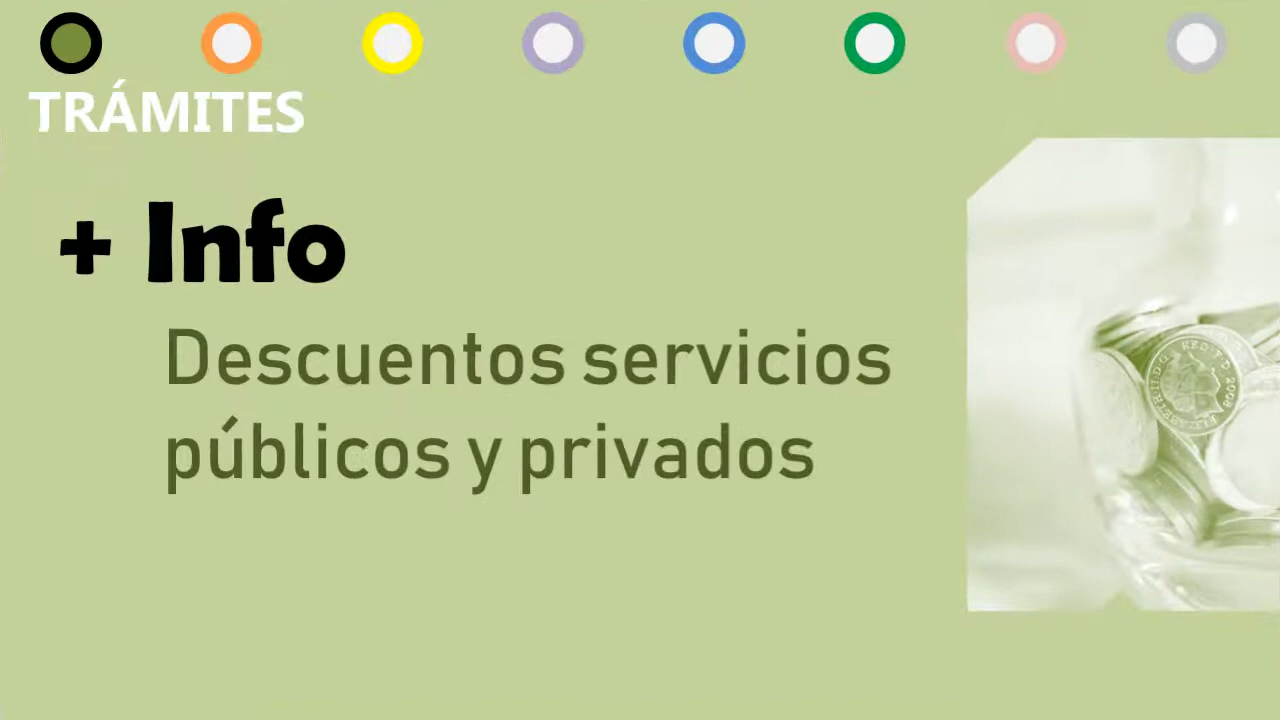 TRÁMITES
+ Info
Descuentos servicios
públicos y privados